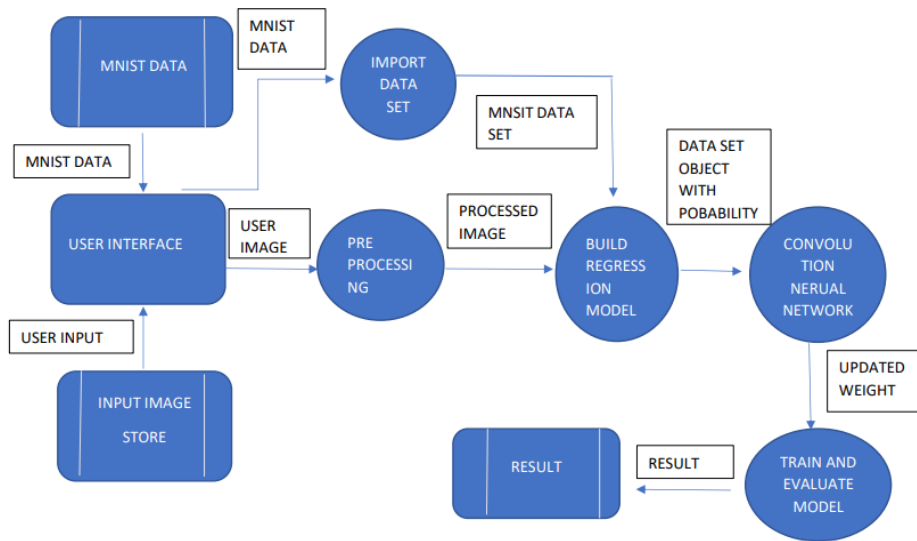 MNIST DATA
MNIST
DATA
IMPORT
DATA
SET
MNIST DATA
MNSIT DATA
SET
DATA SET
OBJECT
WITH
POBABILITY
USER INTERFACE
USER
IMAGE
PRE
PROCESSI
NG
PROCESSED
IMAGE
BUILD
REGRESS
ION
MODEL
CONVOLU
TION
NERUAL
NETWORK
USER INPUT
INPUT IMAGE
STORE
UPDATED
WEIGHT
RESULT
RESULT
TRAIN AND
EVALUATE
MODEL